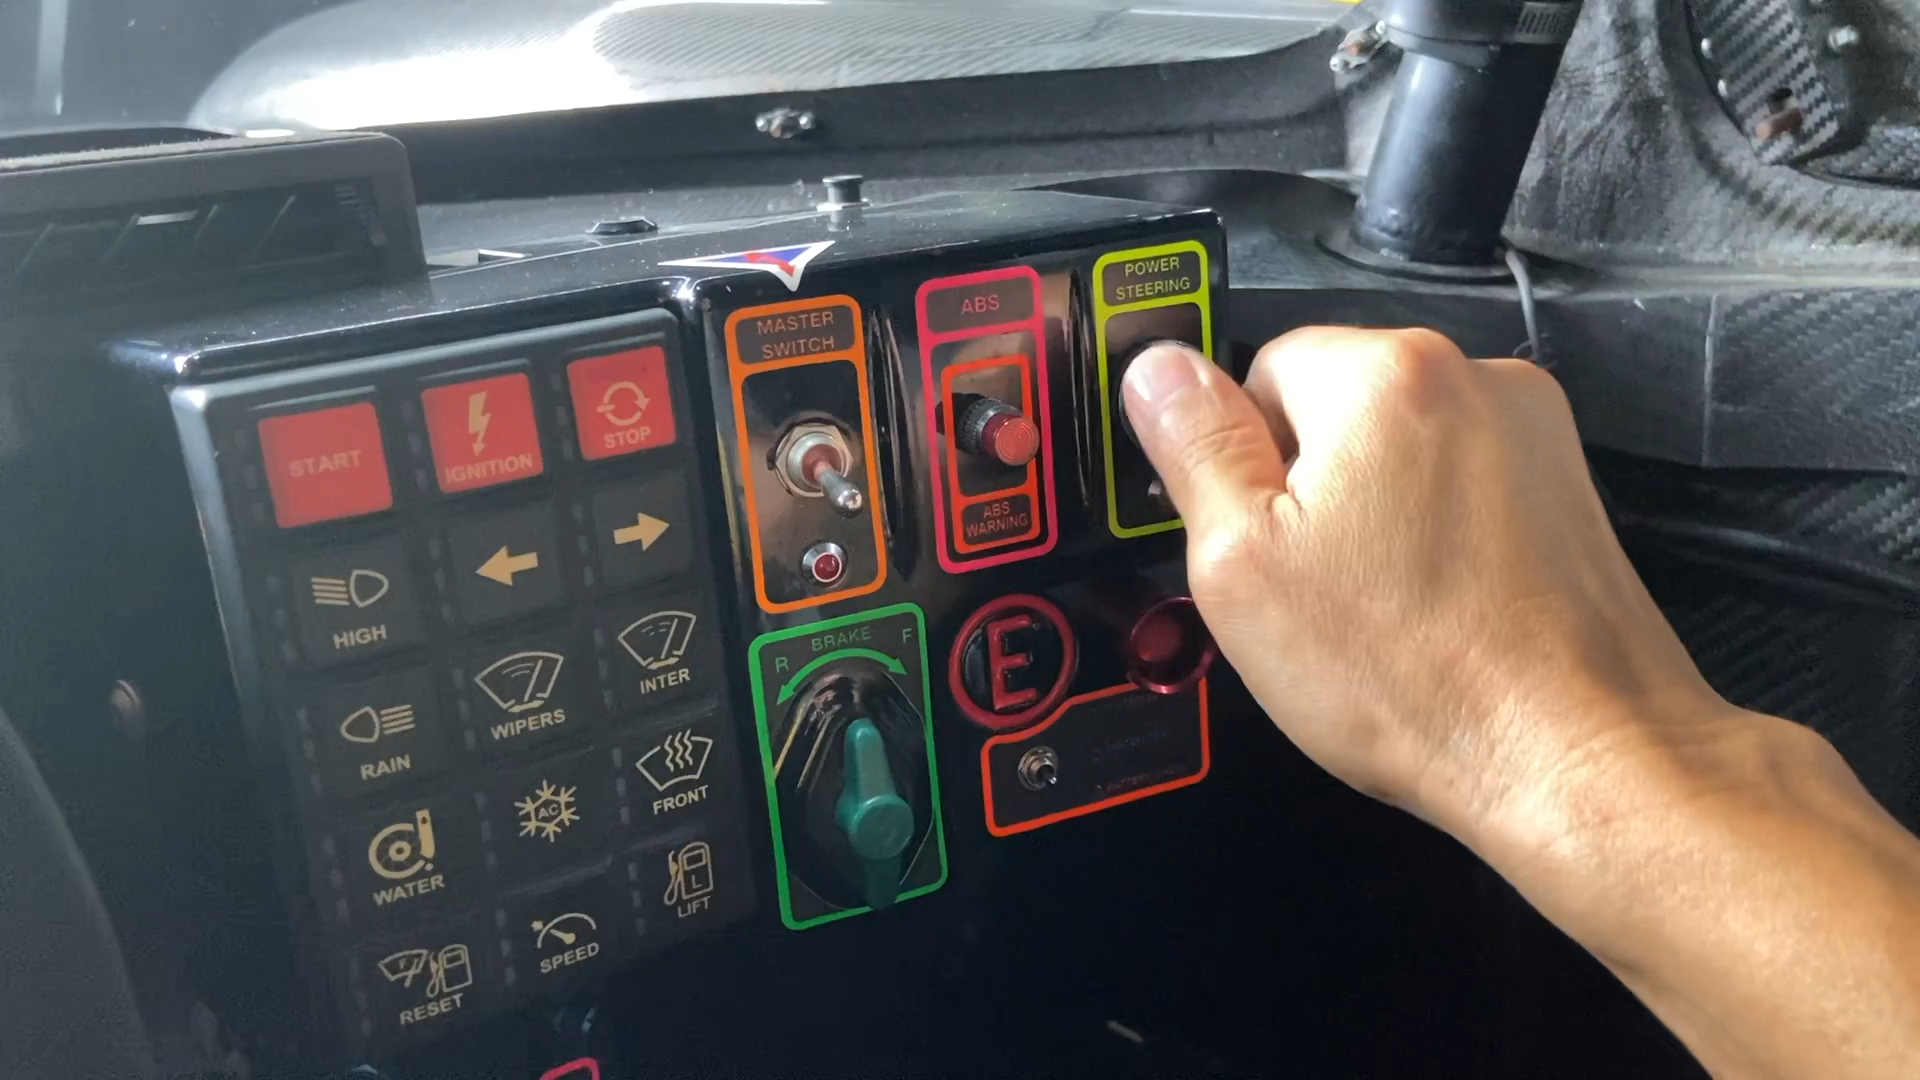 START
IGNITION
STOP
HIGH
RAIN
WIPERS
INTER
WATER
AC
FRONT
RESET
F
SPEED
L
LIFT
MASTER
SWITCH
ABS
ABS
WARNING
POWER
STEERING
R BRAKE F
E